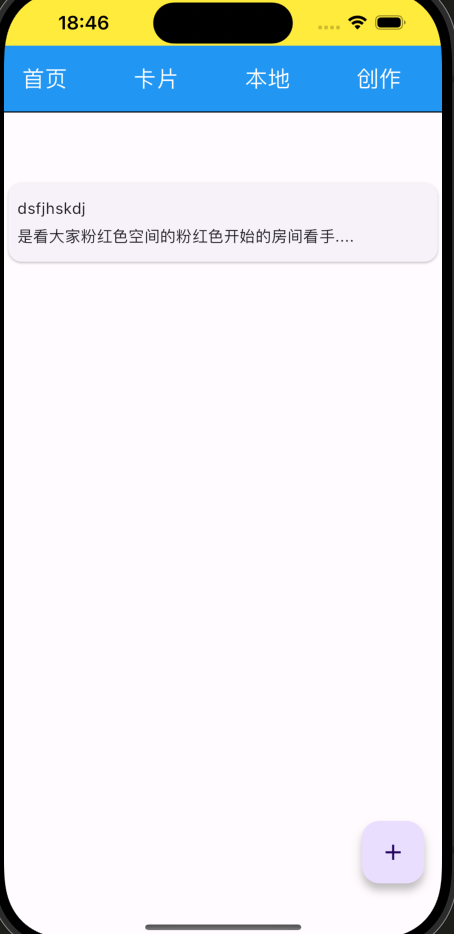 18:46
首页 卡片 本地 创作
dsfjhskdj
是看大家粉红色空间的粉红色开始的房间看手....
+